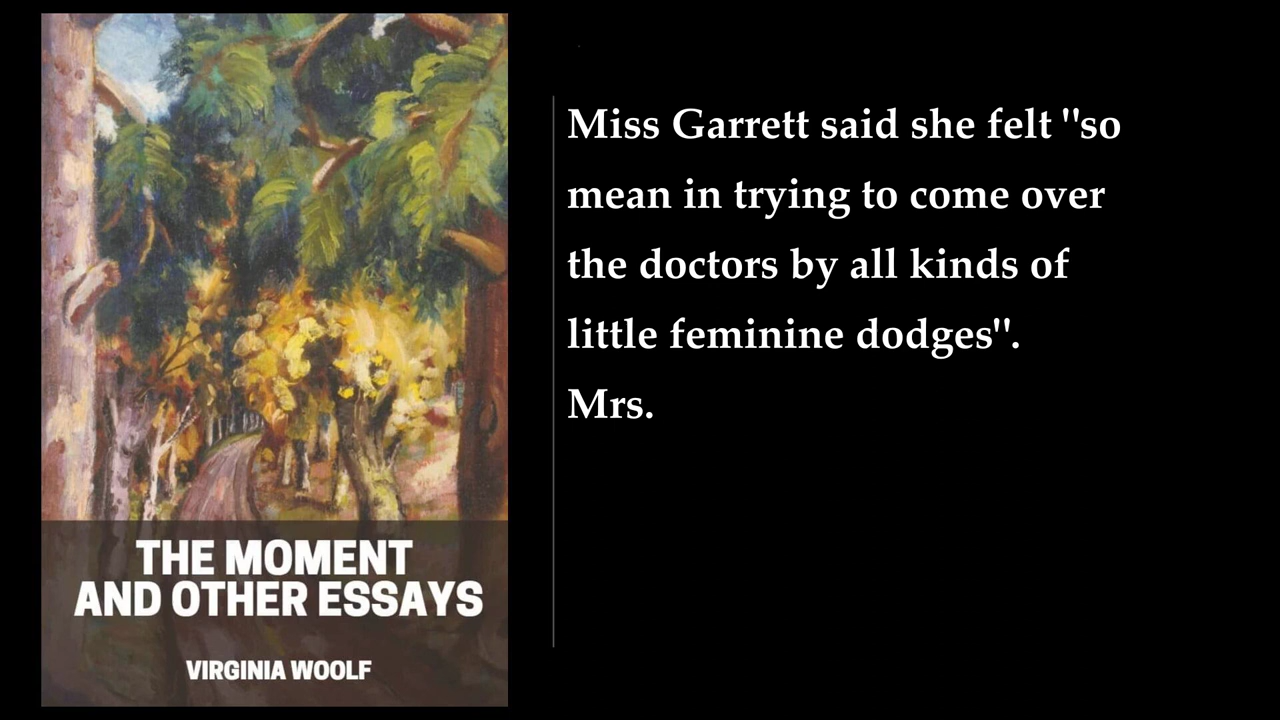 THE MOMENT
AND OTHER ESSAYS
VIRGINIA WOOLF
Miss Garrett said she felt "so
mean in trying to come over
the doctors by all kinds of
little feminine dodges".
Mrs.